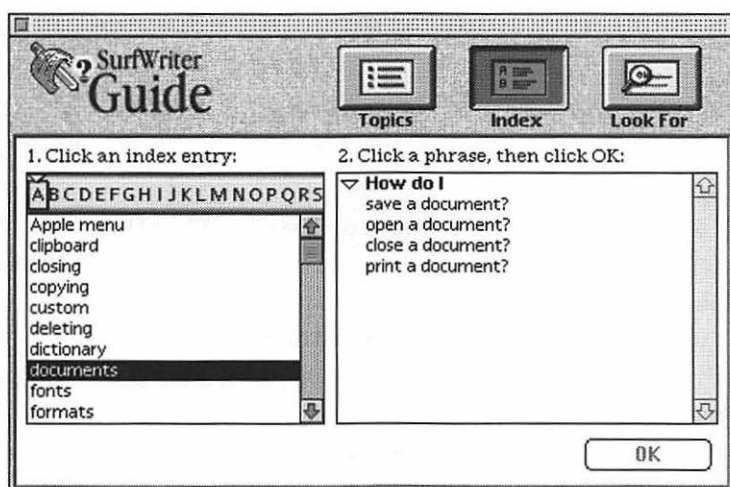 ? SurfWriter
Guide
Topics
Index
Look For
1. Click an index entry:
A B C D E F G H I J K L M N O P Q R S
Apple menu
clipboard
closing
copying
custom
deleting
dictionary
documents
fonts
formats
2. Click a phrase, then click OK:
How do I
save a document?
open a document?
close a document?
print a document?
OK